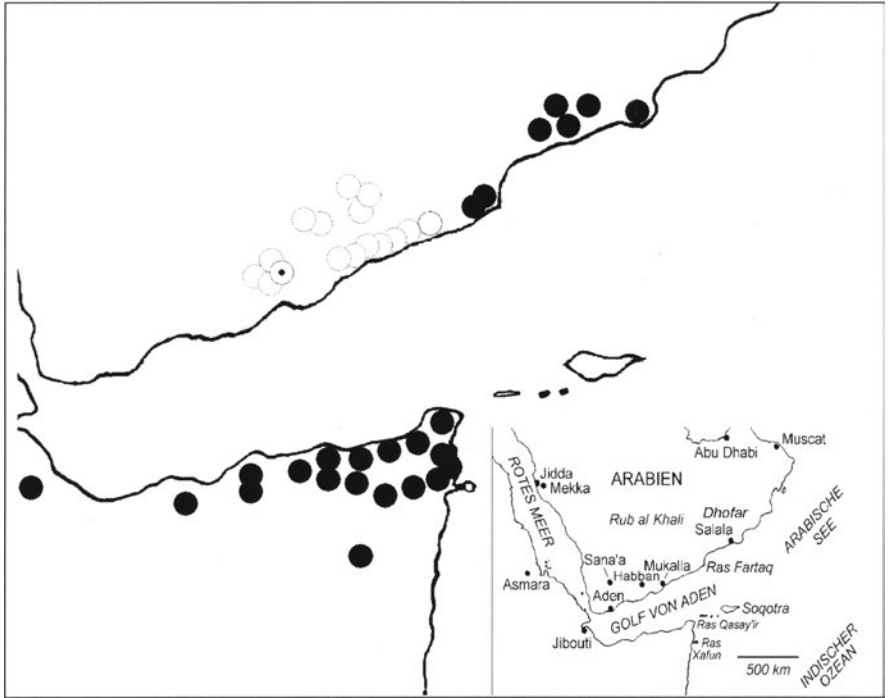 Abu Dhabi
Muscat
ROTES MEER
Jidda
Mekka
ARABIEN
Rub al Khali
Dhofar
Salala
ARABISCHE
SEE
Sana'a
Habban
Mukalla
Ras Fartaq
Asmara
Aden
GOLF VON ADEN
Soqotra
Ras Qasay'ir
Jibouti
Ras
Xafun
500 km
INDISCHER
OZEAN